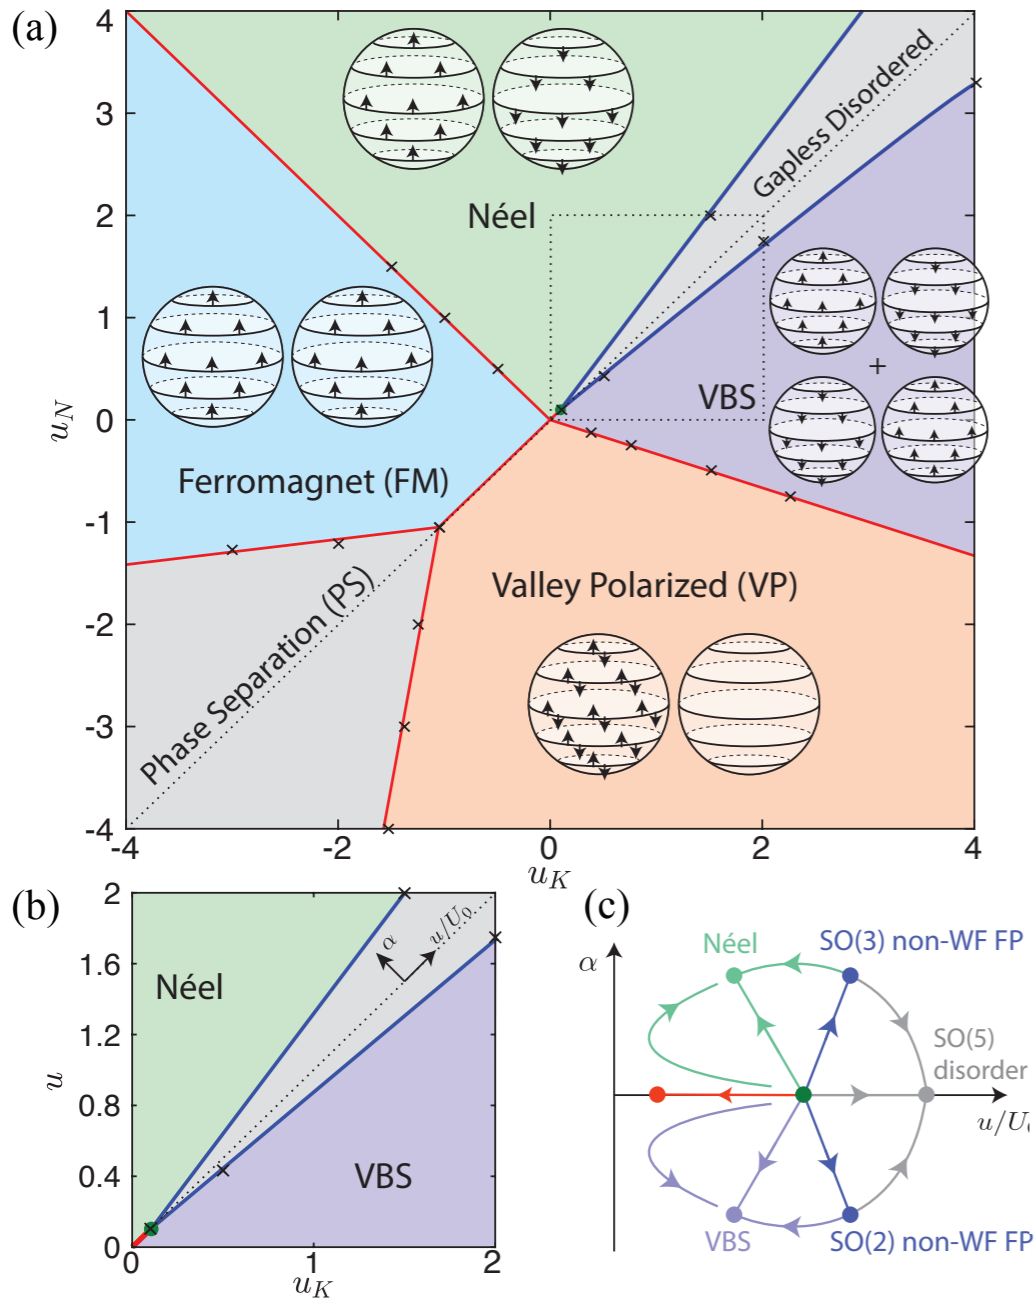 (a)
4
3
2
1
0
-1
-2
-3
-4
u_N
-4
-2
0
2
4
u_K
Néel
Gapless Disordered
VBS
+
Ferromagnet (FM)
Phase Separation (PS)
Valley Polarized (VP)
(b)
2
1.6
1.2
0.8
0.4
0
u
0
1
2
u_K
Néel
α
u/U_0
VBS
(c)
α
Néel
SO(3) non-WF FP
SO(5)
disorder
u/U
VBS
SO(2) non-WF FP